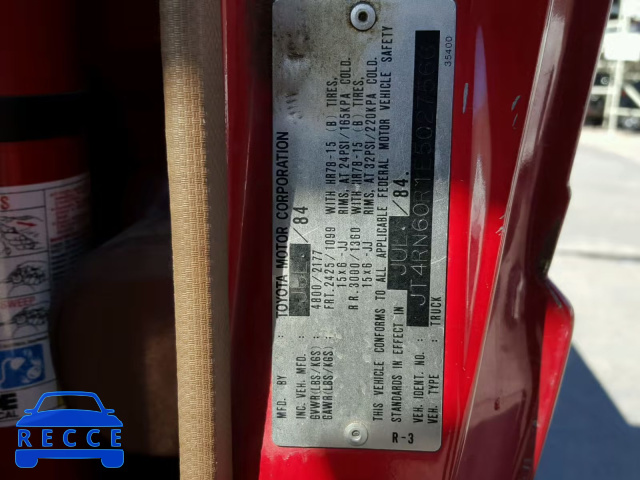 MFD. BY : TOYOTA MOTOR CORPORATION
INC. VEH. MFD. : JUL. /84
GVWR(LBS/KGS) : 4800/2177
GAWR(LBS/KGS): FRT. 2425/1099 WITH HR78-15 (B) TIRES,
15x6-JJ RIMS, AT 24PSI/165KPA COLD.
RR. 3000/1360 WITH HR78-15 (B) TIRES,
15x6-JJ RIMS, AT 32PSI/220KPA COLD.
THIS VEHICLE CONFORMS TO ALL APPLICABLE FEDERAL MOTOR VEHICLE SAFETY
STANDARDS IN EFFECT IN JUL. /84.
VEH. IDENT. NO. :
VEH. TYPE : TRUCK
R-3
35400
RECCE